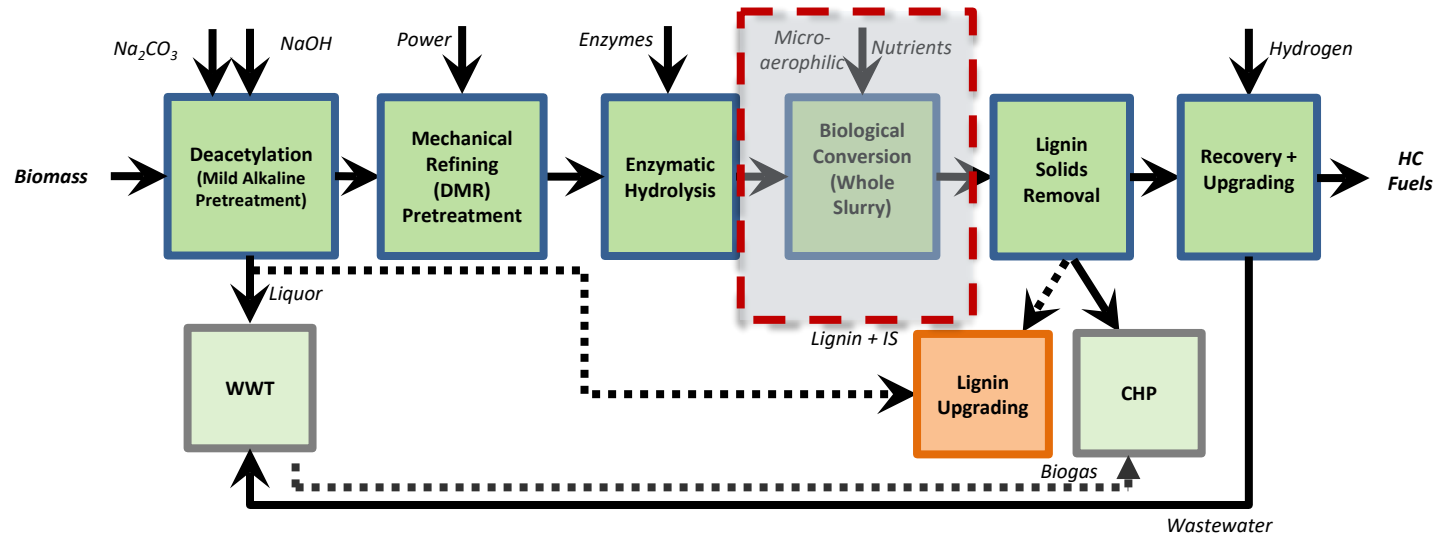 Na2CO3
NaOH
Power
Enzymes
Micro-
aerophilic
Nutrients
Hydrogen
Biomass
Deacetylation
(Mild Alkaline
Pretreatment)
Mechanical
Refining
(DMR)
Pretreatment
Enzymatic
Hydrolysis
Biological
Conversion
(Whole
Slurry)
Lignin
Solids
Removal
Recovery +
Upgrading
HC
Fuels
Liquor
Lignin + IS
WWT
Lignin
Upgrading
CHP
Biogas
Wastewater